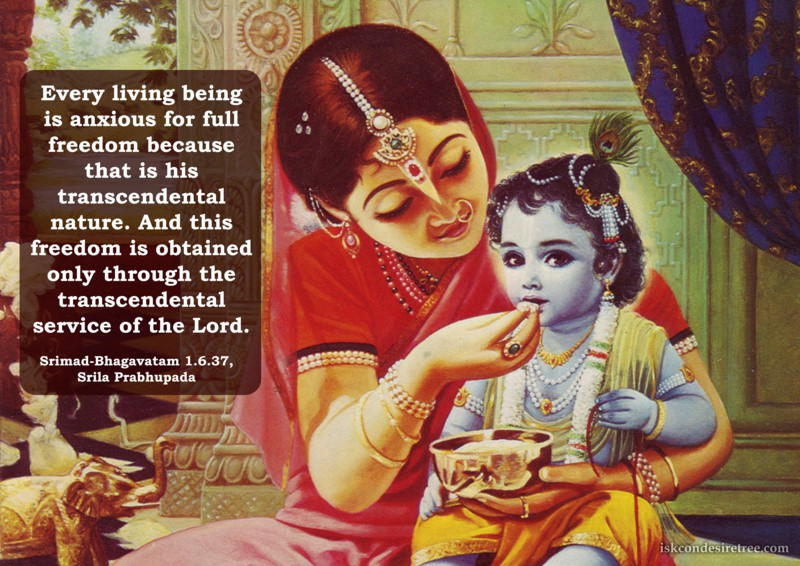 Every living being
is anxious for full
freedom because
that is his
transcendental
nature. And this
freedom is obtained
only through the
transcendental
service of the Lord.
Srimad-Bhagavatam 1.6.37,
Srila Prabhupada
iskcondesiretree.com